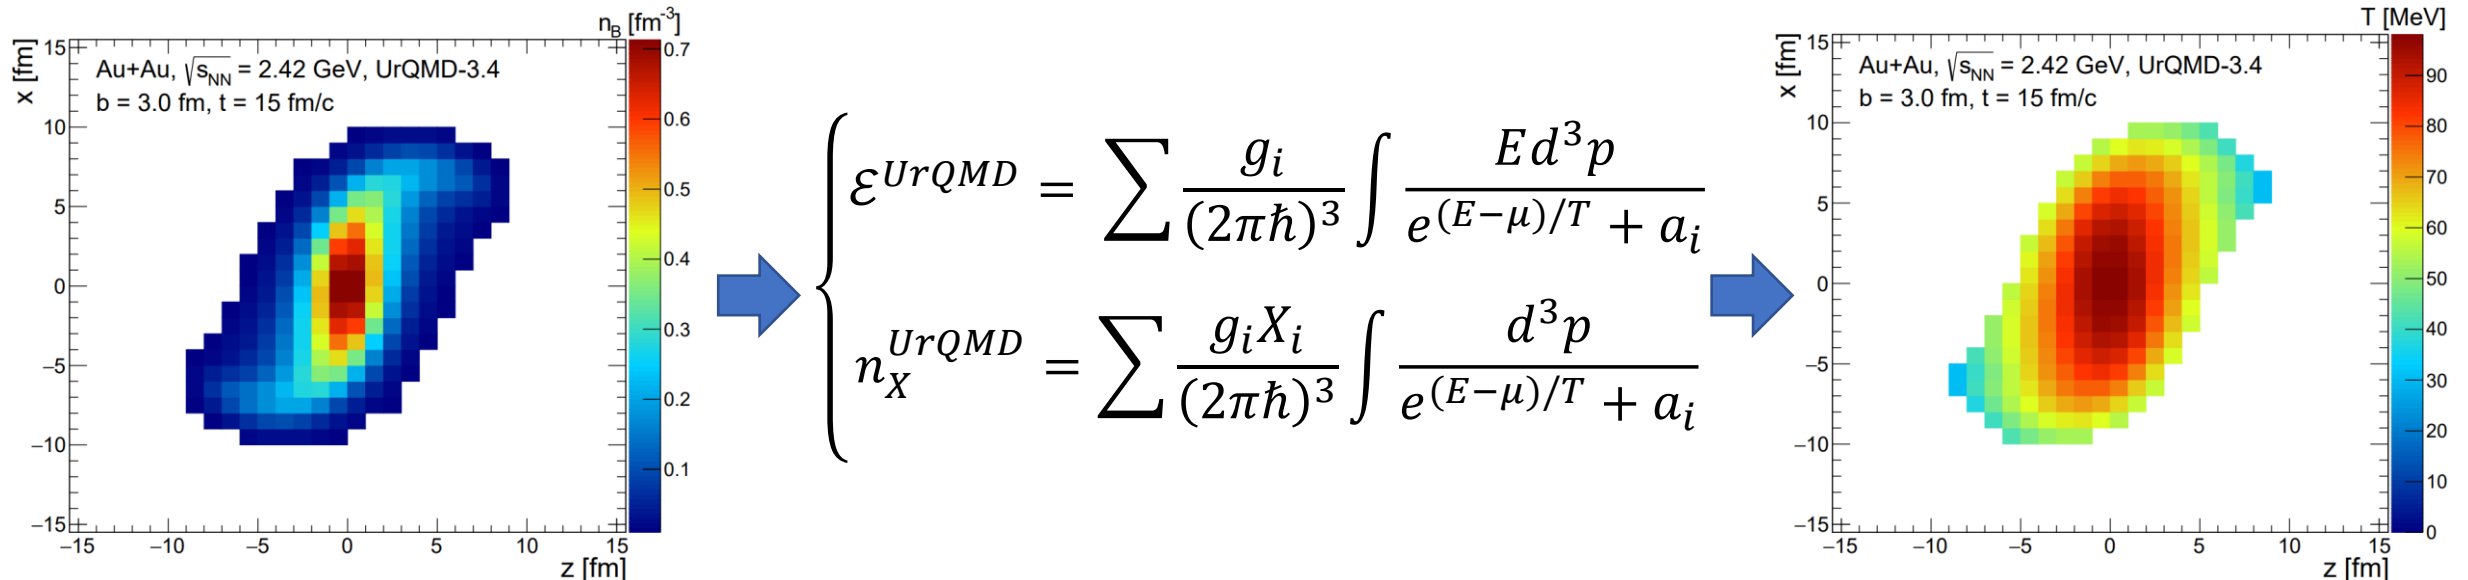 n_B [fm^-3]
x [fm]
Au+Au, √s_NN = 2.42 GeV, UrQMD-3.4
b = 3.0 fm, t = 15 fm/c
15
10
5
0
−5
−10
−15
−15 −10 −5 0 5 10 15
z [fm]
0.7
0.6
0.5
0.4
0.3
0.2
0.1
ℰ^UrQMD = ∑ g_i/(2πħ)^3 ∫ Ed^3p/(e^(E−μ)/T + a_i)
n_X^UrQMD = ∑ g_iX_i/(2πħ)^3 ∫ d^3p/(e^(E−μ)/T + a_i)
T [MeV]
x [fm]
Au+Au, √s_NN = 2.42 GeV, UrQMD-3.4
b = 3.0 fm, t = 15 fm/c
15
10
5
0
−5
−10
−15
−15 −10 −5 0 5 10 15
z [fm]
90
80
70
60
50
40
30
20
10
0